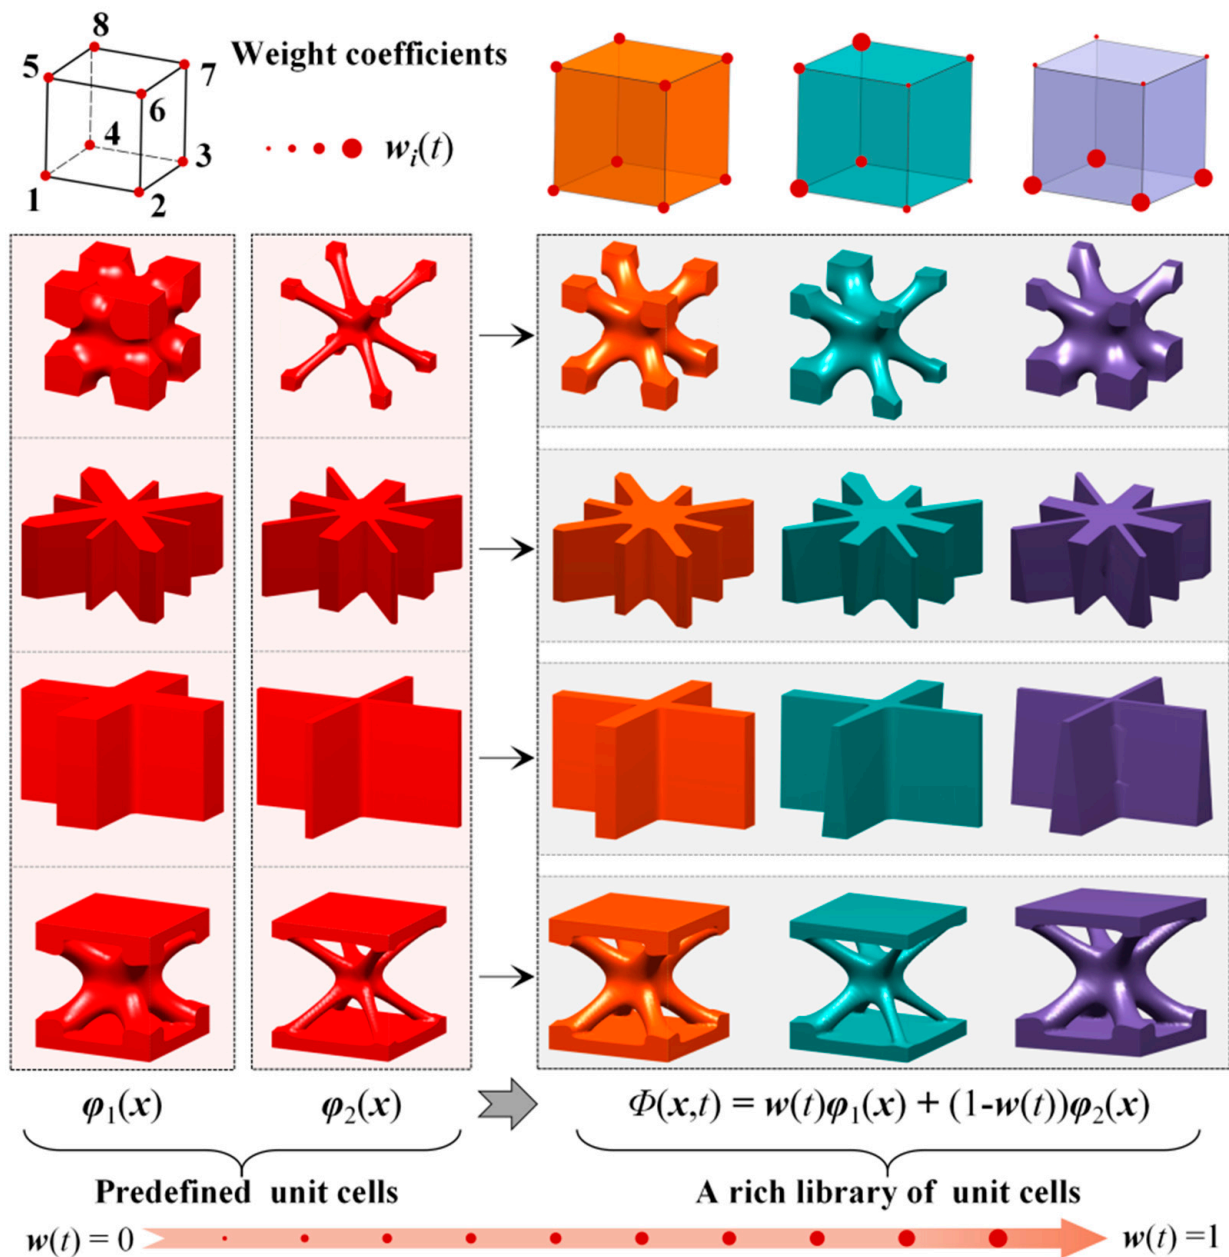 8
5
7
6
4
3
1
2
Weight coefficients
wᵢ(t)
φ₁(x)
φ₂(x)
Φ(x,t) = w(t)φ₁(x) + (1-w(t))φ₂(x)
Predefined unit cells
A rich library of unit cells
w(t) = 0
w(t) =1